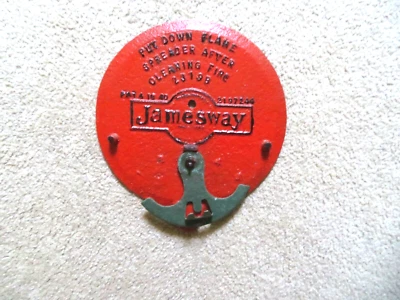 PUT DOWN FLAME
SPREADER AFTER
CLEANING FIRE
Jamesway